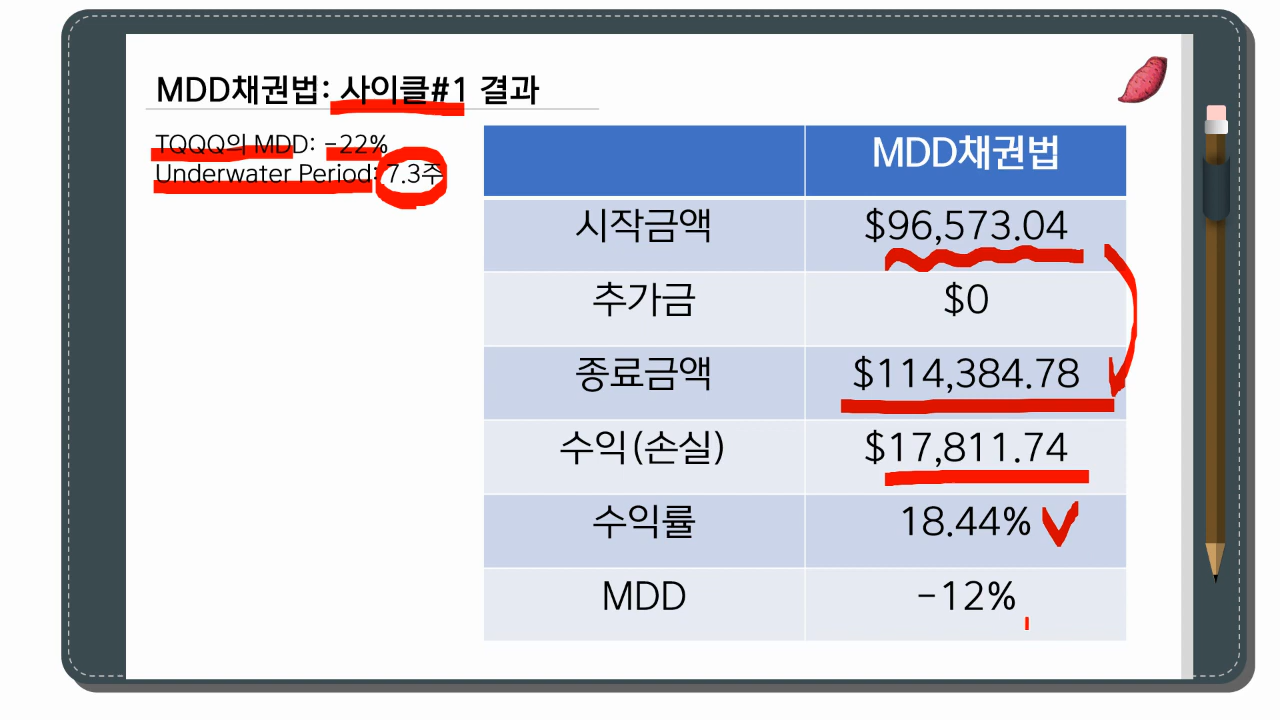 MDD채권법: 사이클#1 결과
TQQQ의 MDD: -22%
Underwater Period: 7.3주
MDD채권법
시작금액 $96,573.04
추가금 $0
종료금액 $114,384.78
수익(손실) $17,811.74
수익률 18.44%
MDD -12%